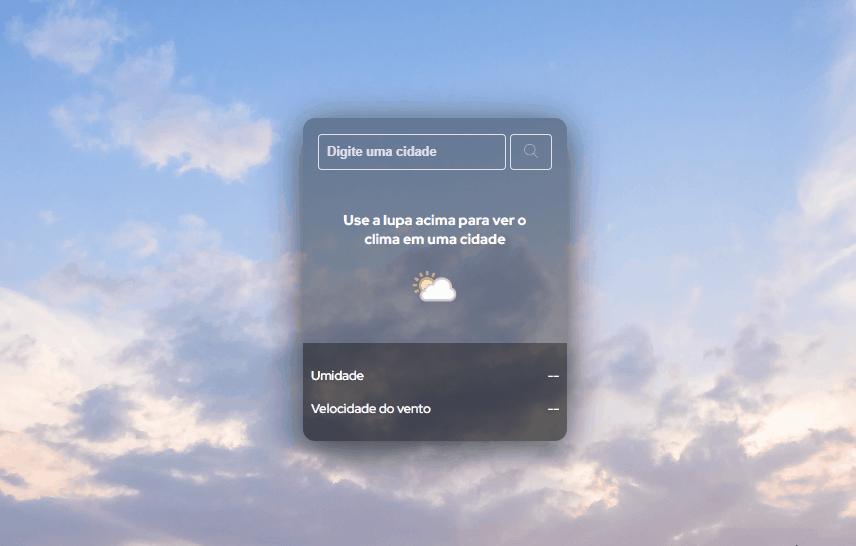 Digite uma cidade
Use a lupa acima para ver o
clima em uma cidade
Umidade --
Velocidade do vento --